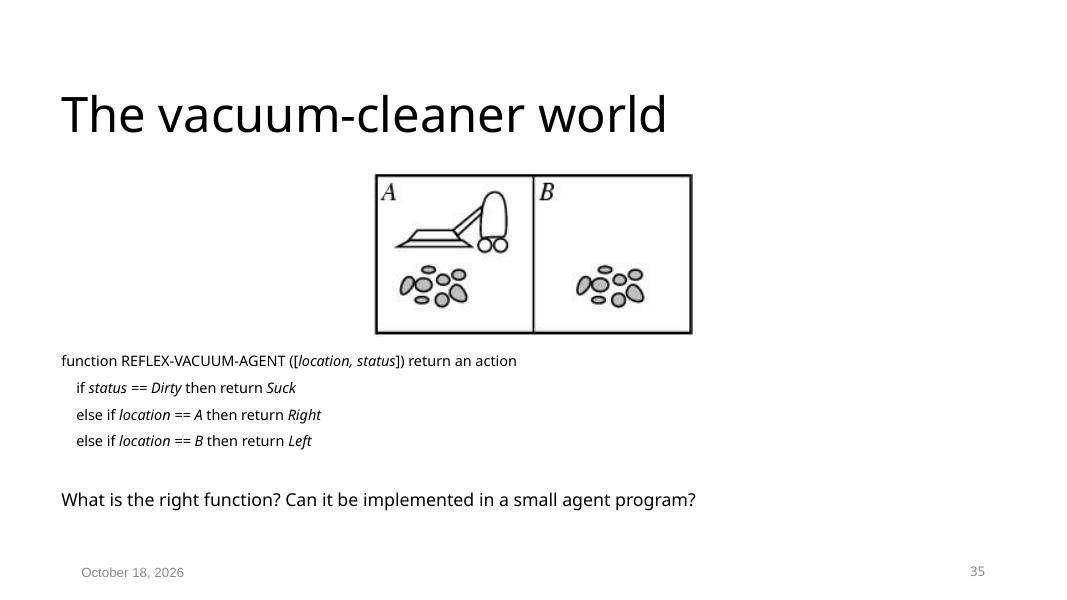 The vacuum-cleaner world
A
B
function REFLEX-VACUUM-AGENT ([location, status]) return an action
if status == Dirty then return Suck
else if location == A then return Right
else if location == B then return Left
What is the right function? Can it be implemented in a small agent program?
October 18, 2026
35